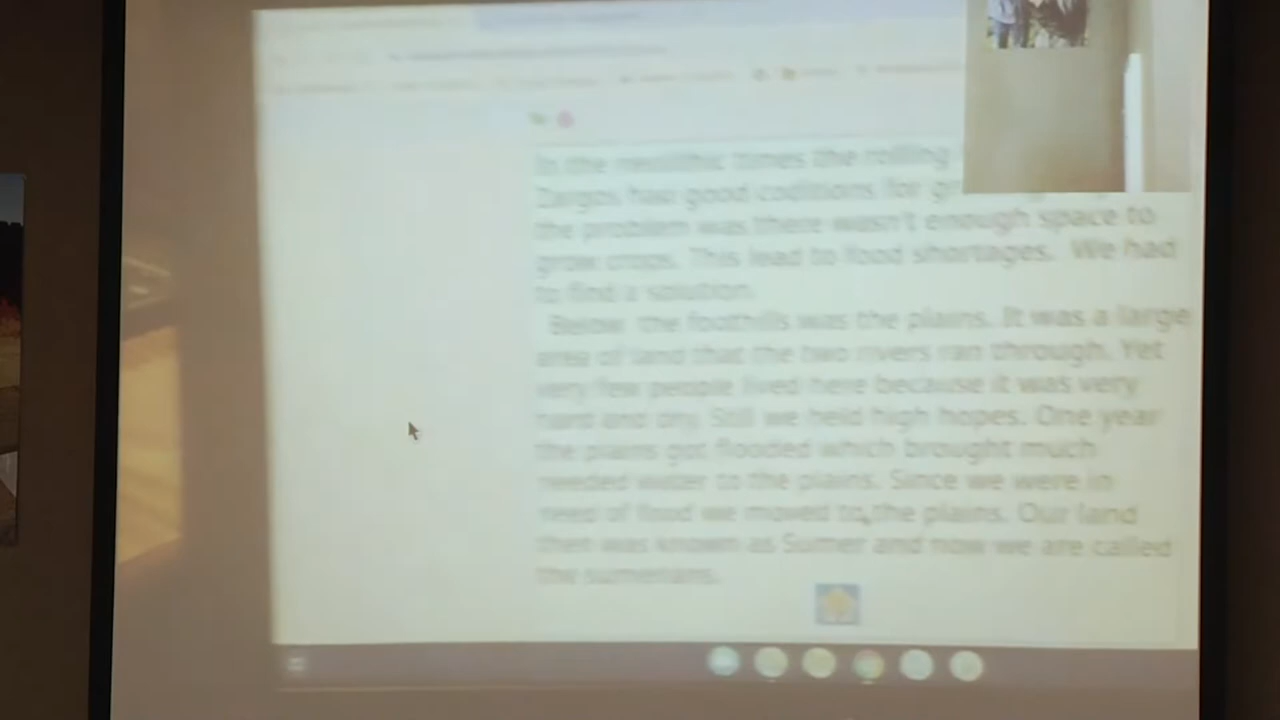 In the neolithic times the rolling
Zargos has good coditions for
the problem was there wasn't enough space to
grow crops. This lead to food shortages. We had
to find a solution.
Below the foothills was the plains. It was a large
area of land that the two rivers ran through. Yet
very few people lived here because it was very
hard and dry. Still we held high hopes. One year
the plains got flooded which brought much
needed water to the plains. Since we were in
need of food we moved to the plains. Our land
then was known as Sumer and now we are called
the sumerians.